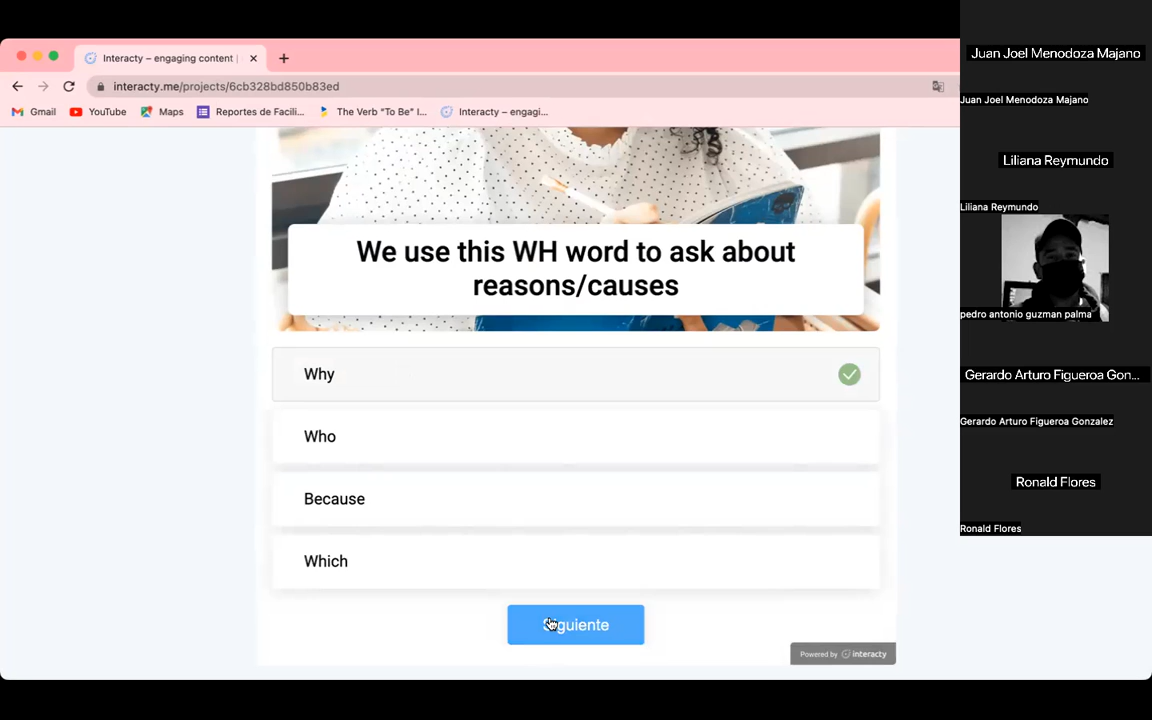 Interacty – engaging content |
interacty.me/projects/6cb328bd850b83ed
Gmail
YouTube
Maps
Reportes de Facili...
The Verb "To Be" I...
Interacty – engagi...
We use this WH word to ask about
reasons/causes
Why
Who
Because
Which
Siguiente
Powered by interacty
Juan Joel Menodoza Majano
Juan Joel Menodoza Majano
Liliana Reymundo
Liliana Reymundo
pedro antonio guzman palma
Gerardo Arturo Figueroa Gon...
Gerardo Arturo Figueroa Gonzalez
Ronald Flores
Ronald Flores